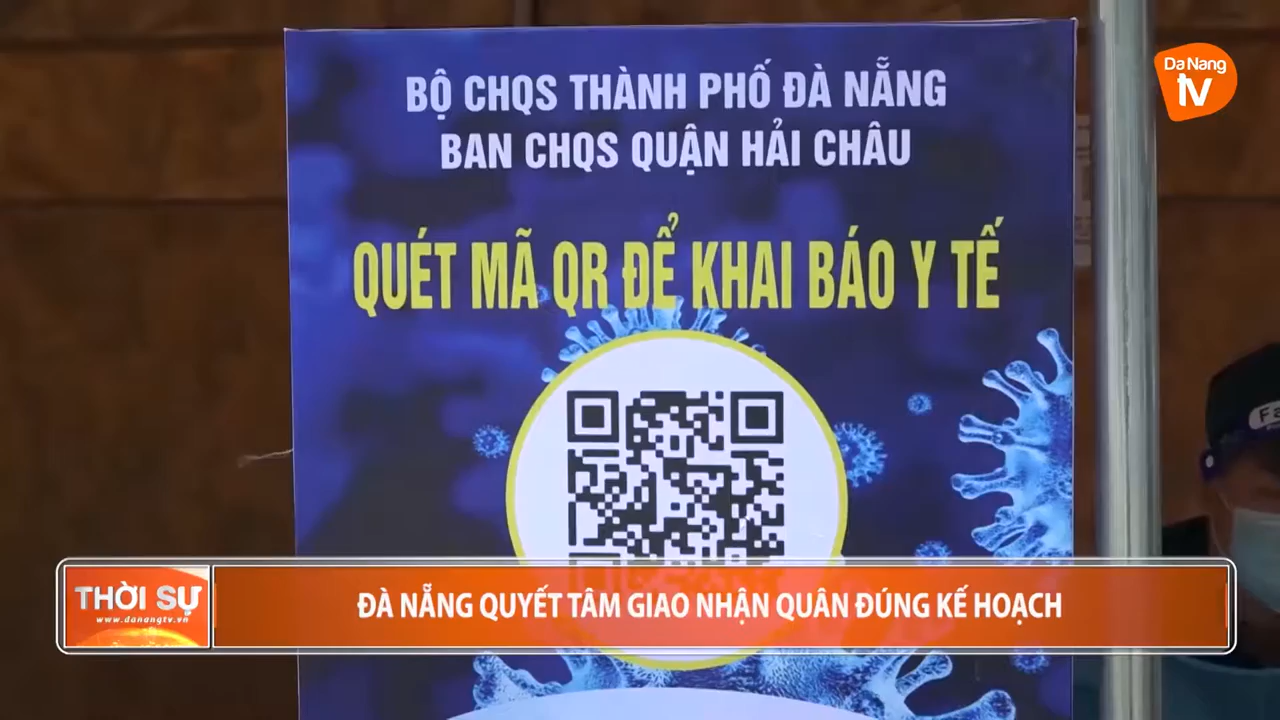 Da Nang
tv
BỘ CHQS THÀNH PHỐ ĐÀ NẴNG
BAN CHQS QUẬN HẢI CHÂU
QUÉT MÃ QR ĐỂ KHAI BÁO Y TẾ
THỜI SỰ
www.danangtv.vn
ĐÀ NẴNG QUYẾT TÂM GIAO NHẬN QUÂN ĐÚNG KẾ HOẠCH